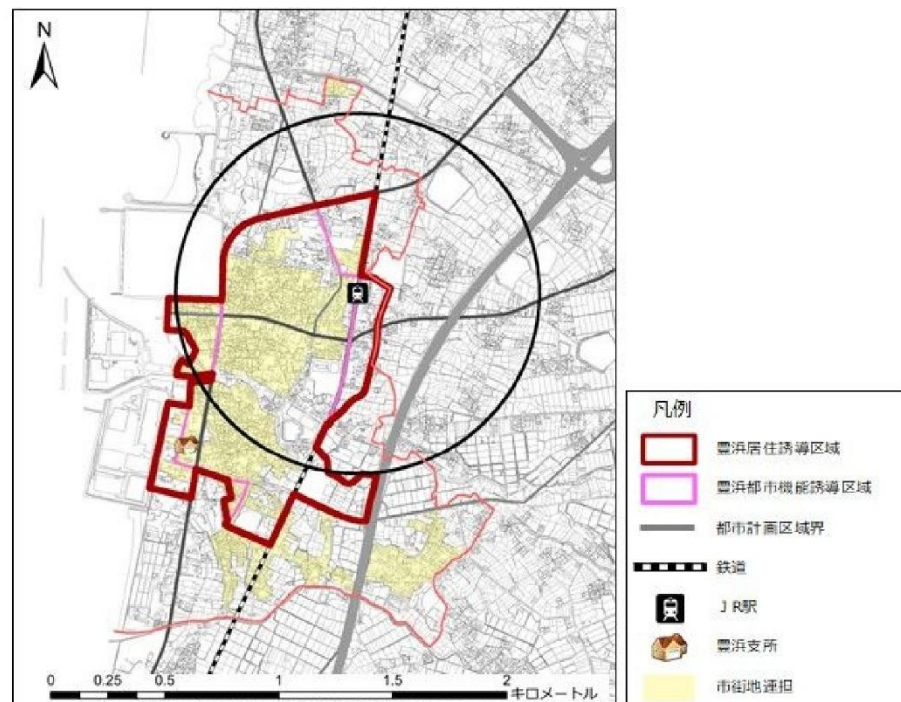 N
0 0.5 1 1.5 2
キロメートル
凡例
豊浜居住誘導区域
豊浜都市機能誘導区域
都市計画区域界
鉄道
JR駅
豊浜支所
市街地連担